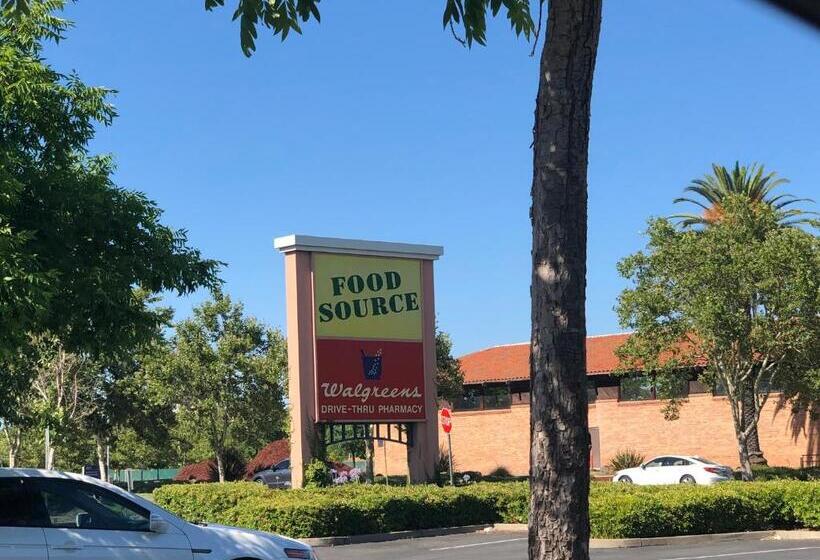 FOOD
SOURCE
Walgreens
DRIVE-THRU PHARMACY